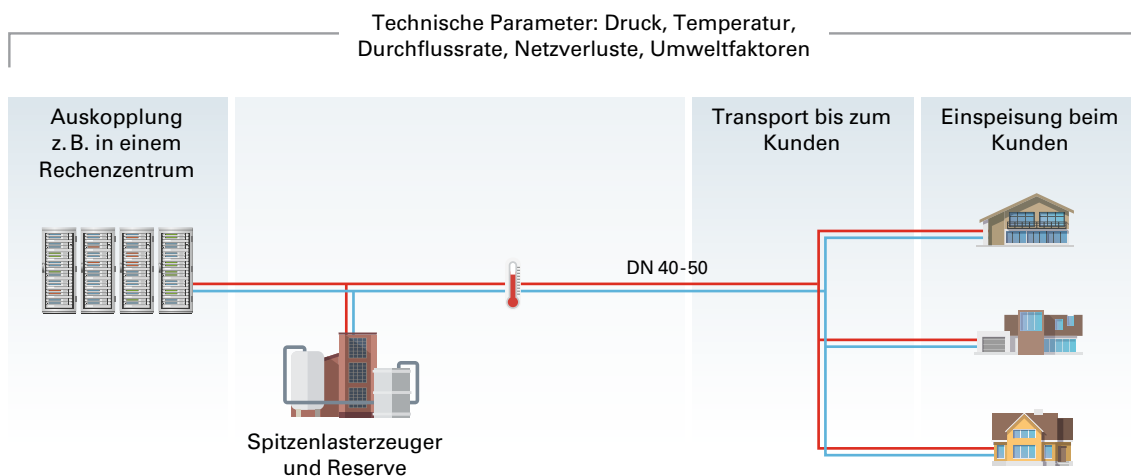 Technische Parameter: Druck, Temperatur,
Durchflussrate, Netzverluste, Umweltfaktoren
Auskopplung
z. B. in einem
Rechenzentrum
Transport bis zum
Kunden
Einspeisung beim
Kunden
DN 40 - 50
Spitzenlasterzeuger
und Reserve